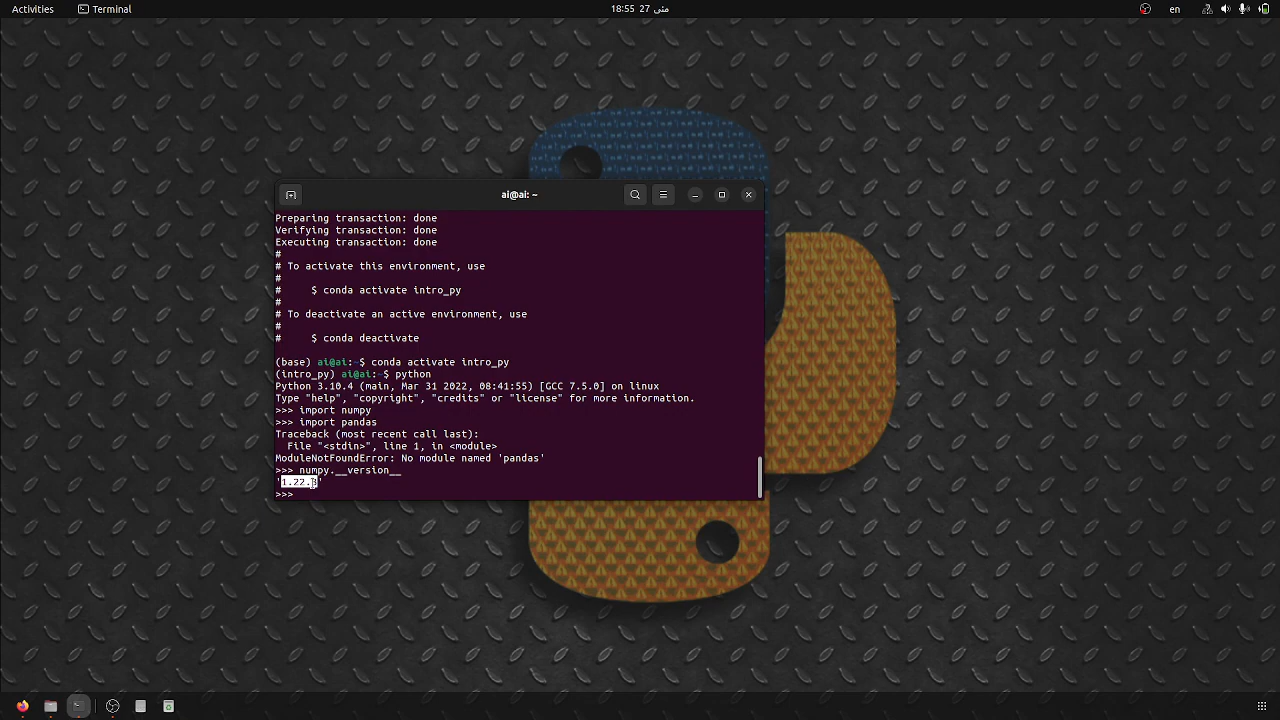 Activities
Terminal
18:55 27 مئی
en
ai@ai: ~
Preparing transaction: done
Verifying transaction: done
Executing transaction: done
#
# To activate this environment, use
#
#     $ conda activate intro_py
#
# To deactivate an active environment, use
#
#     $ conda deactivate
(base) ai@ai:~$ conda activate intro_py
(intro_py) ai@ai:~$ python
Python 3.10.4 (main, Mar 31 2022, 08:41:55) [GCC 7.5.0] on linux
Type "help", "copyright", "credits" or "license" for more information.
>>> import numpy
>>> import pandas
Traceback (most recent call last):
  File "<stdin>", line 1, in <module>
ModuleNotFoundError: No module named 'pandas'
>>> numpy.__version__
'1.22.3'
>>>